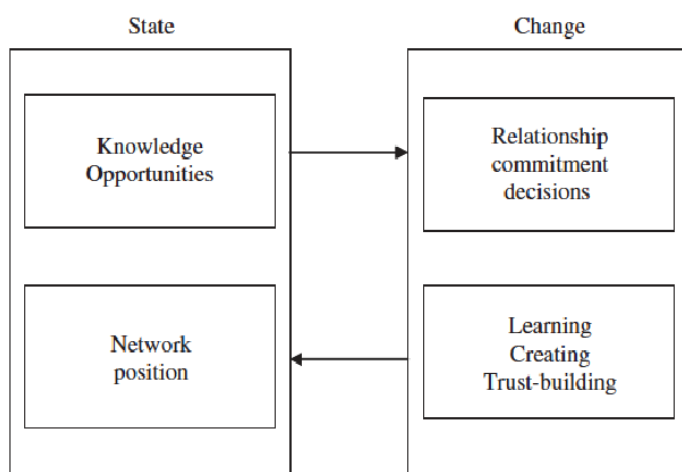 State
Change
Knowledge
Opportunities
Relationship
commitment
decisions
Network
position
Learning
Creating
Trust-building